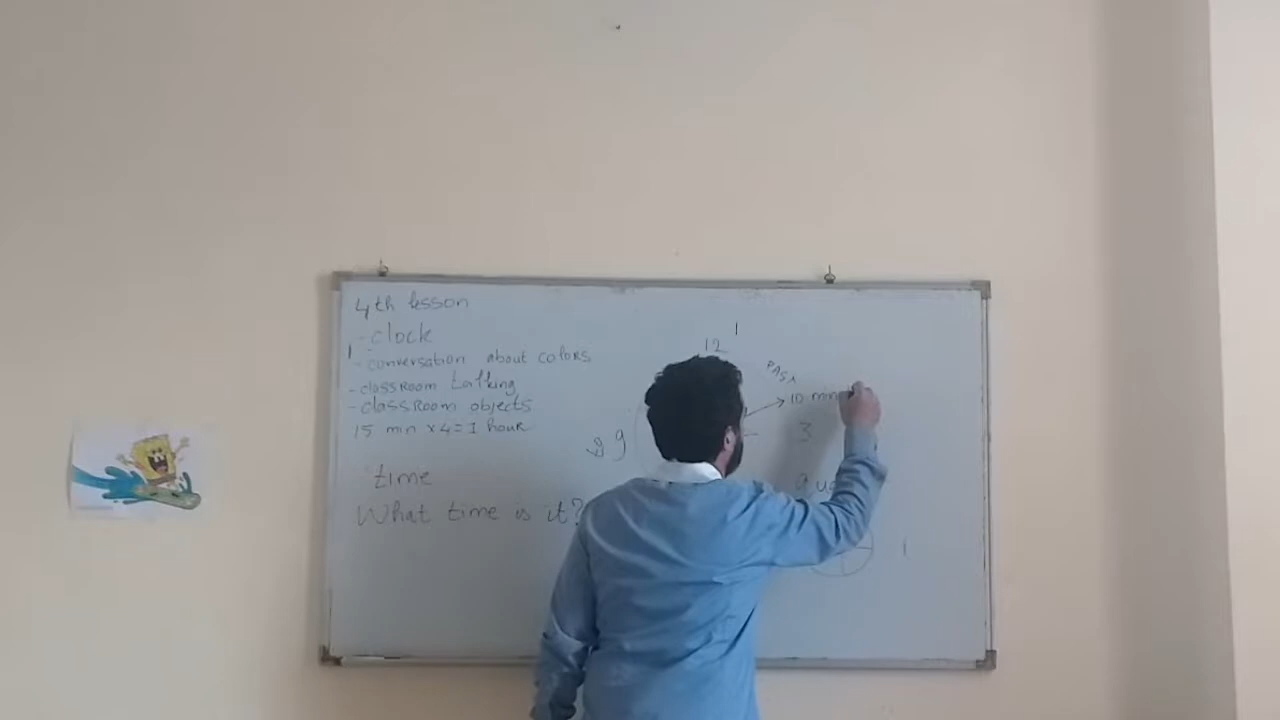 4th lesson
- clock
- conversation about colors
- classroom talking
- classroom objects
15 min x 4 = 1 hour
time
What time is it?
1
12
past
10 min
9
3
1